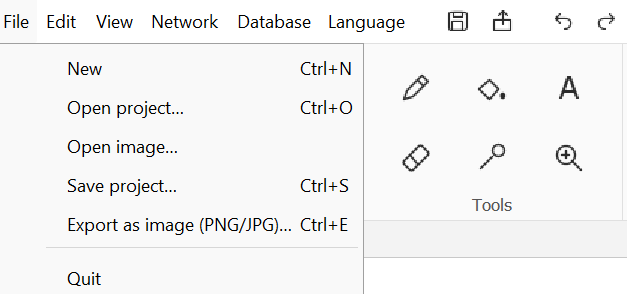 File Edit View Network Database Language
New Ctrl+N
Open project... Ctrl+O
Open image...
Save project... Ctrl+S
Export as image (PNG/JPG)... Ctrl+E
Quit
A
Tools